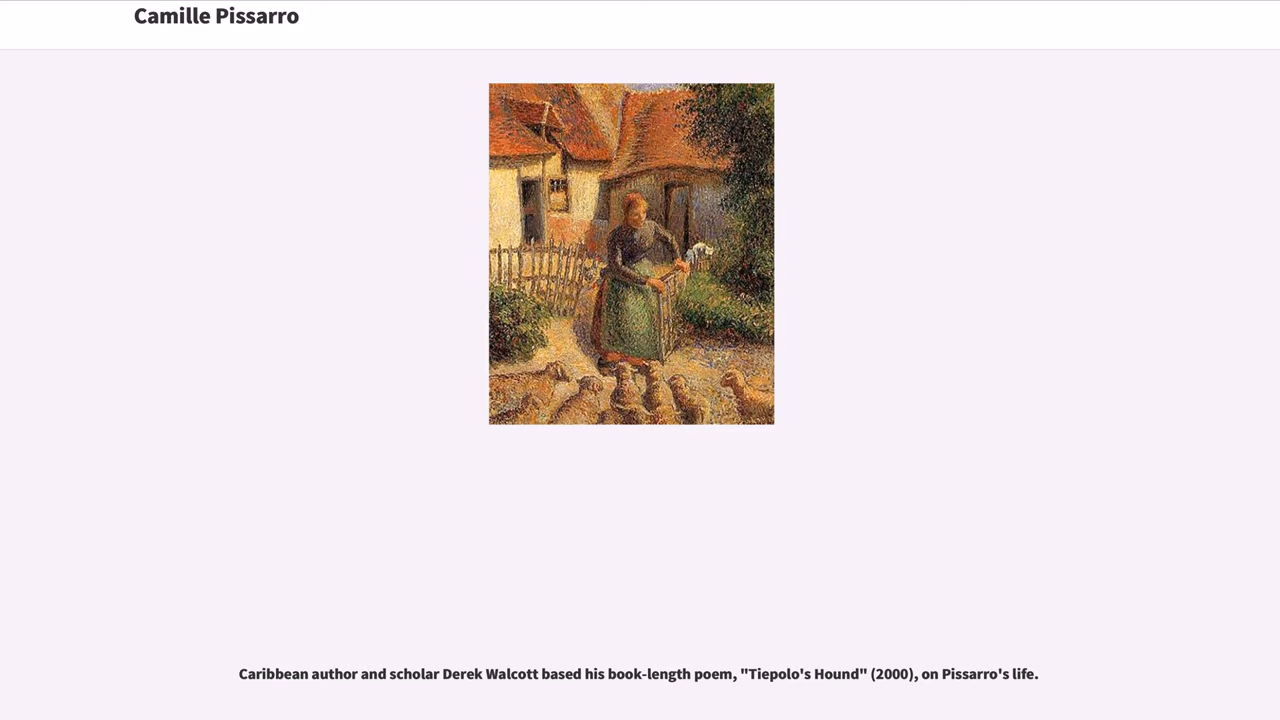 Camille Pissarro
Caribbean author and scholar Derek Walcott based his book-length poem, "Tiepolo's Hound" (2000), on Pissarro's life.